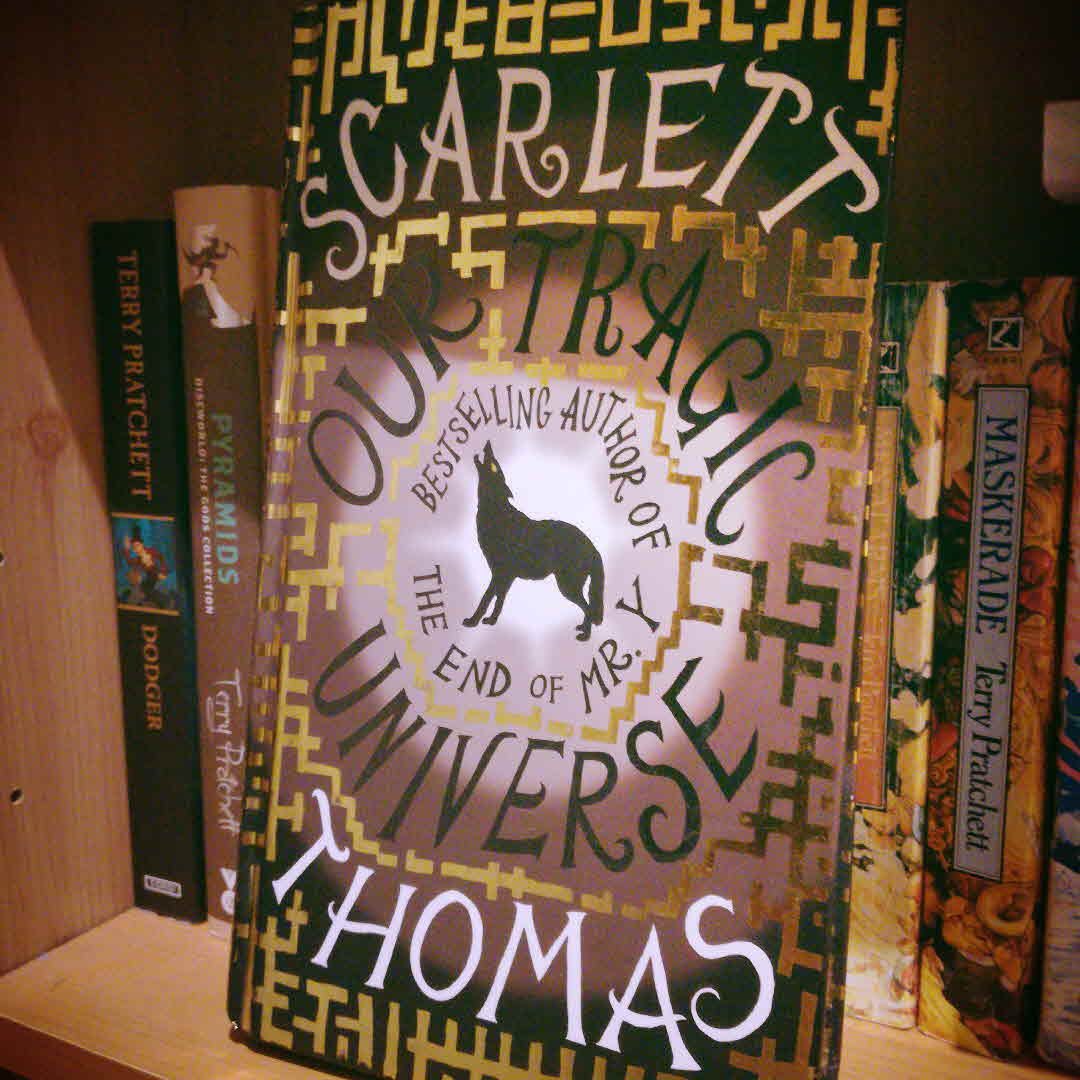 SCARLETT
OUR TRAGIC
BESTSELLING AUTHOR OF
THE END OF MR. Y
UNIVERSE
THOMAS
TERRY PRATCHETT
DODGER
PYRAMIDS
DISCWORLD: THE GODS COLLECTION
Terry Pratchett
MASKERADE Terry Pratchett